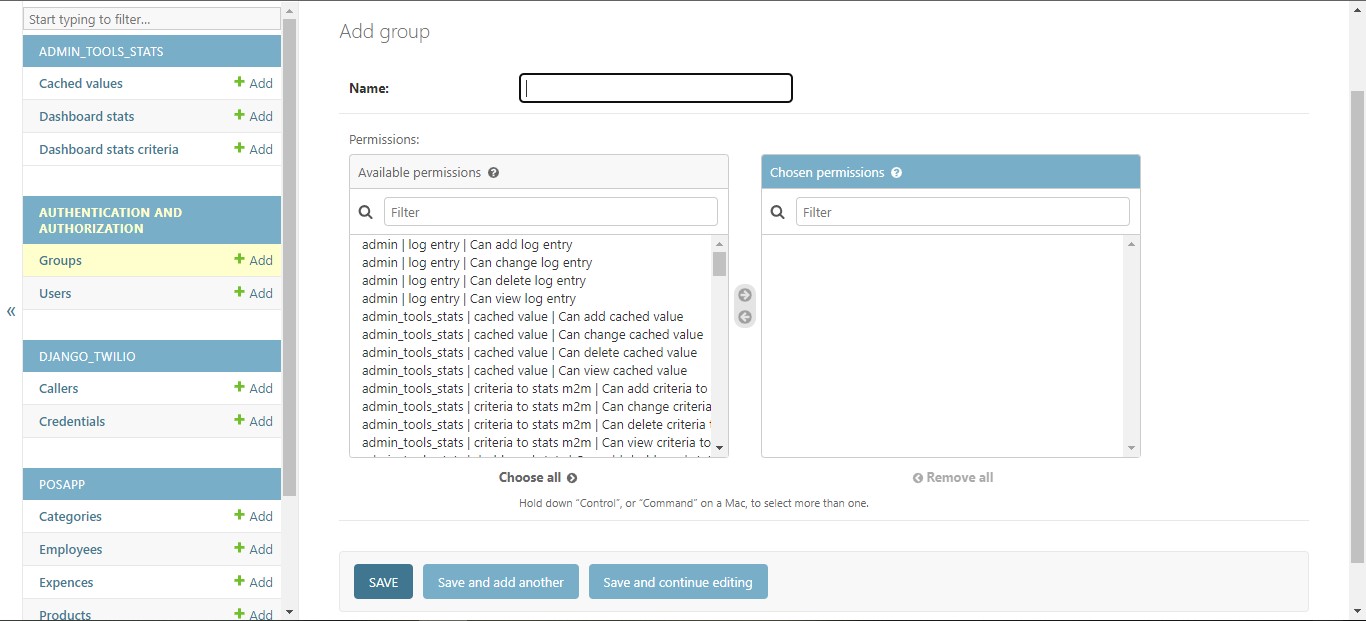 Start typing to filter...
ADMIN_TOOLS_STATS
Cached values Add
Dashboard stats Add
Dashboard stats criteria Add
AUTHENTICATION AND
AUTHORIZATION
Groups Add
Users Add
«
DJANGO_TWILIO
Callers Add
Credentials Add
POSAPP
Categories Add
Employees Add
Expences Add
Products Add
Add group
Name:
Permissions:
Available permissions ?
Filter
admin | log entry | Can add log entry
admin | log entry | Can change log entry
admin | log entry | Can delete log entry
admin | log entry | Can view log entry
admin_tools_stats | cached value | Can add cached value
admin_tools_stats | cached value | Can change cached value
admin_tools_stats | cached value | Can delete cached value
admin_tools_stats | cached value | Can view cached value
admin_tools_stats | criteria to stats m2m | Can add criteria to
admin_tools_stats | criteria to stats m2m | Can change criteria
admin_tools_stats | criteria to stats m2m | Can delete criteria
admin_tools_stats | criteria to stats m2m | Can view criteria to
Choose all
Chosen permissions ?
Filter
Remove all
Hold down “Control”, or “Command” on a Mac, to select more than one.
SAVE
Save and add another
Save and continue editing